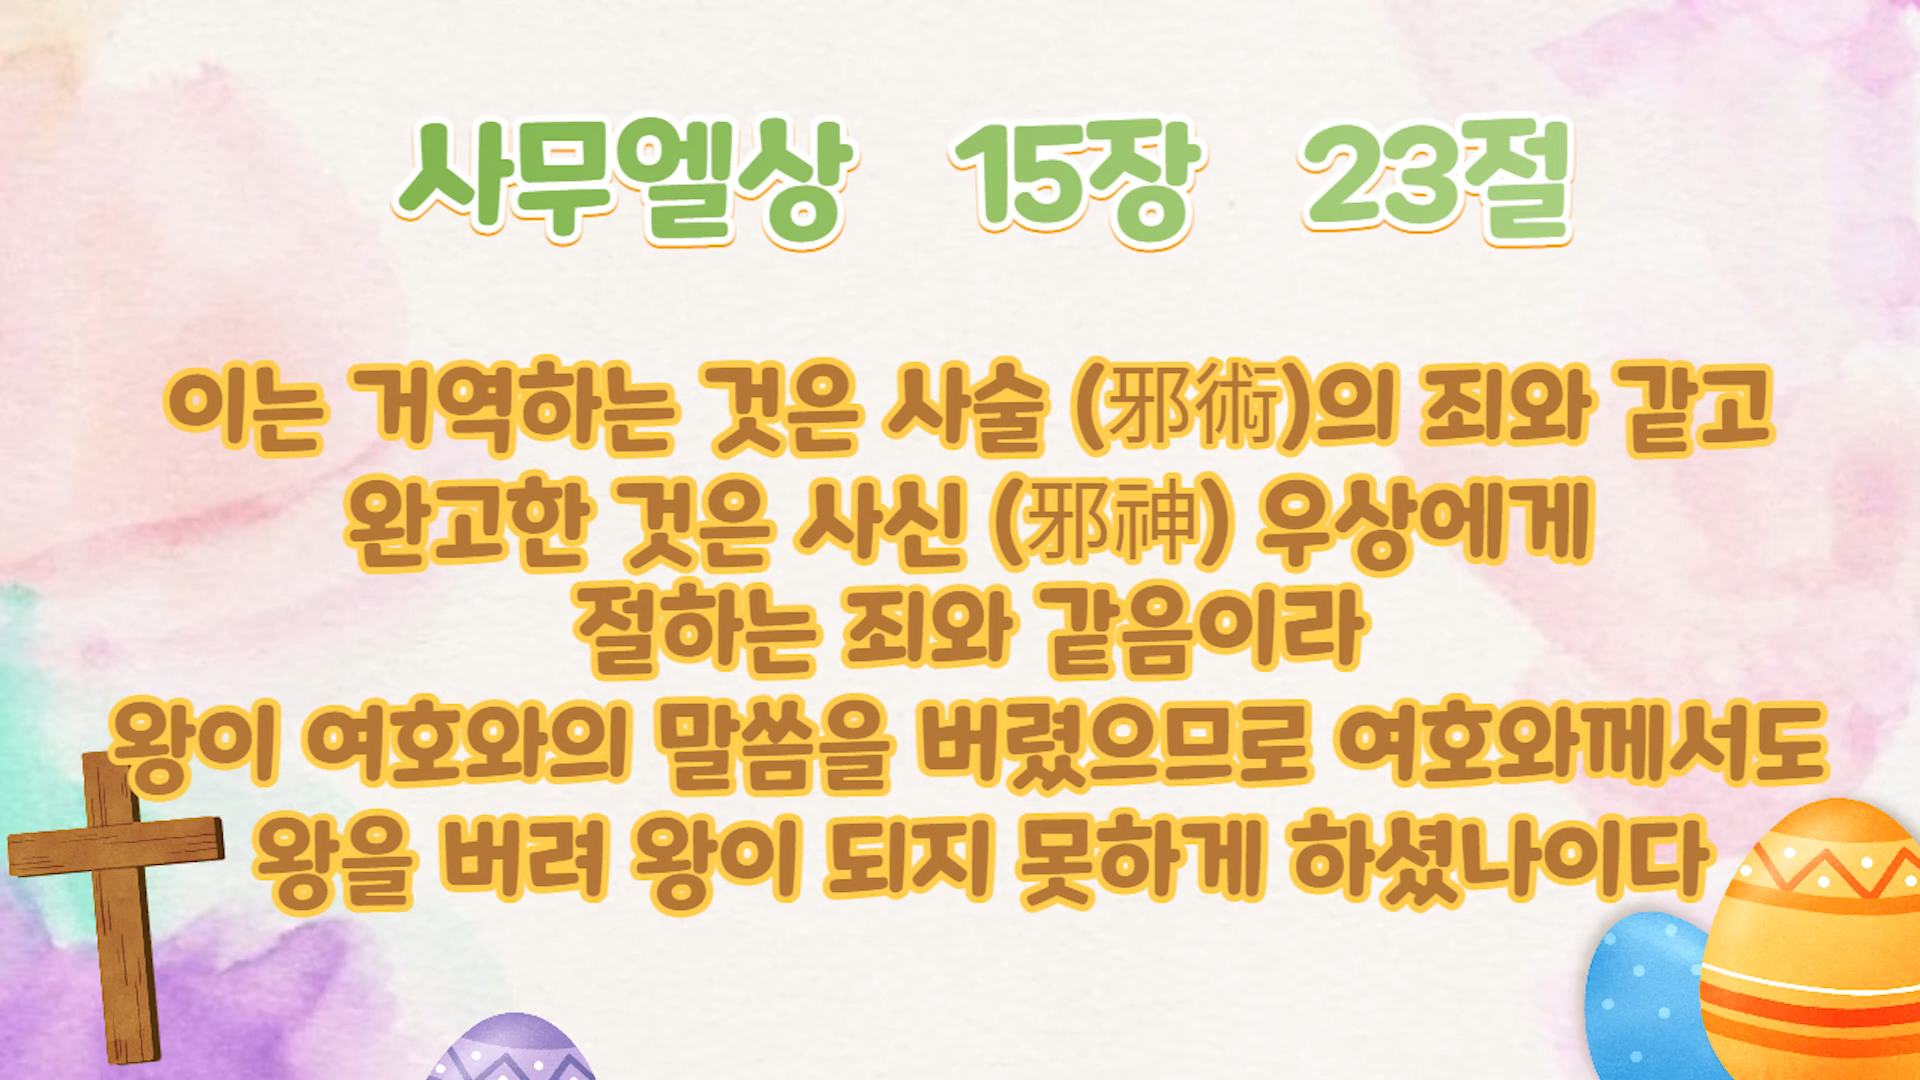 사무엘상 15장 23절
이는 거역하는 것은 사술 (邪術)의 죄와 같고
완고한 것은 사신 (邪神) 우상에게
절하는 죄와 같음이라
왕이 여호와의 말씀을 버렸으므로 여호와께서도
왕을 버려 왕이 되지 못하게 하셨나이다